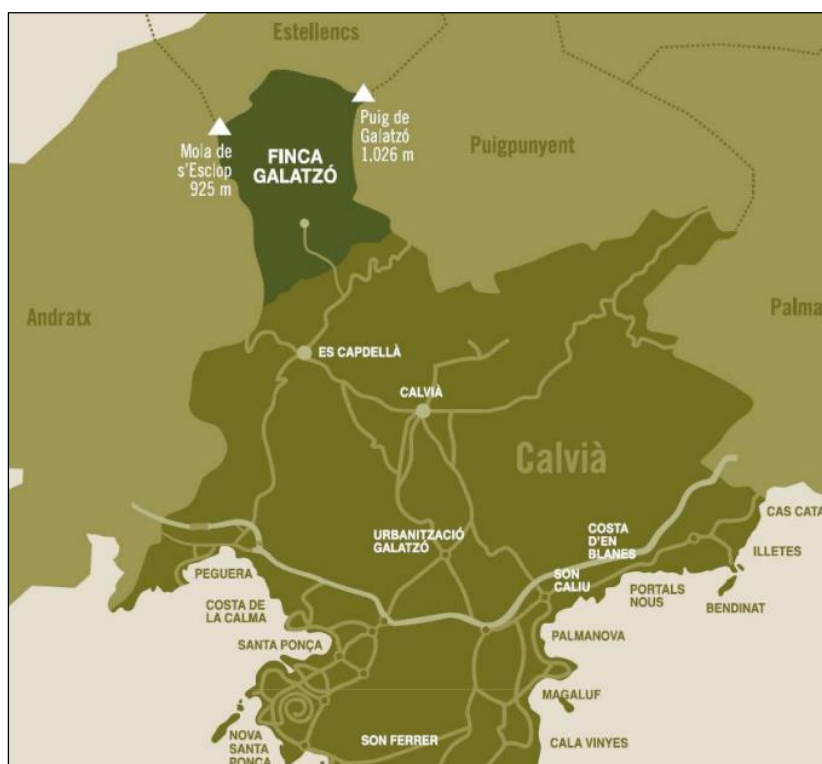 Estellencs
Puig de
Galatzó
1.026 m
Mola de
s'Esclop
925 m
FINCA
GALATZÓ
Puigpunyent
Andratx
Palma
ES CAPDELLÀ
CALVIÀ
Calvià
CAS CATA
COSTA
D'EN
BLANES
URBANITZACIÓ
GALATZÓ
ILLETES
SON
CALIU
PEGUERA
PORTALS
NOUS
BENDINAT
COSTA DE
LA CALMA
PALMANOVA
SANTA PONÇA
MAGALUF
NOVA
SANTA
PONÇA
SON FERRER
CALA VINYES